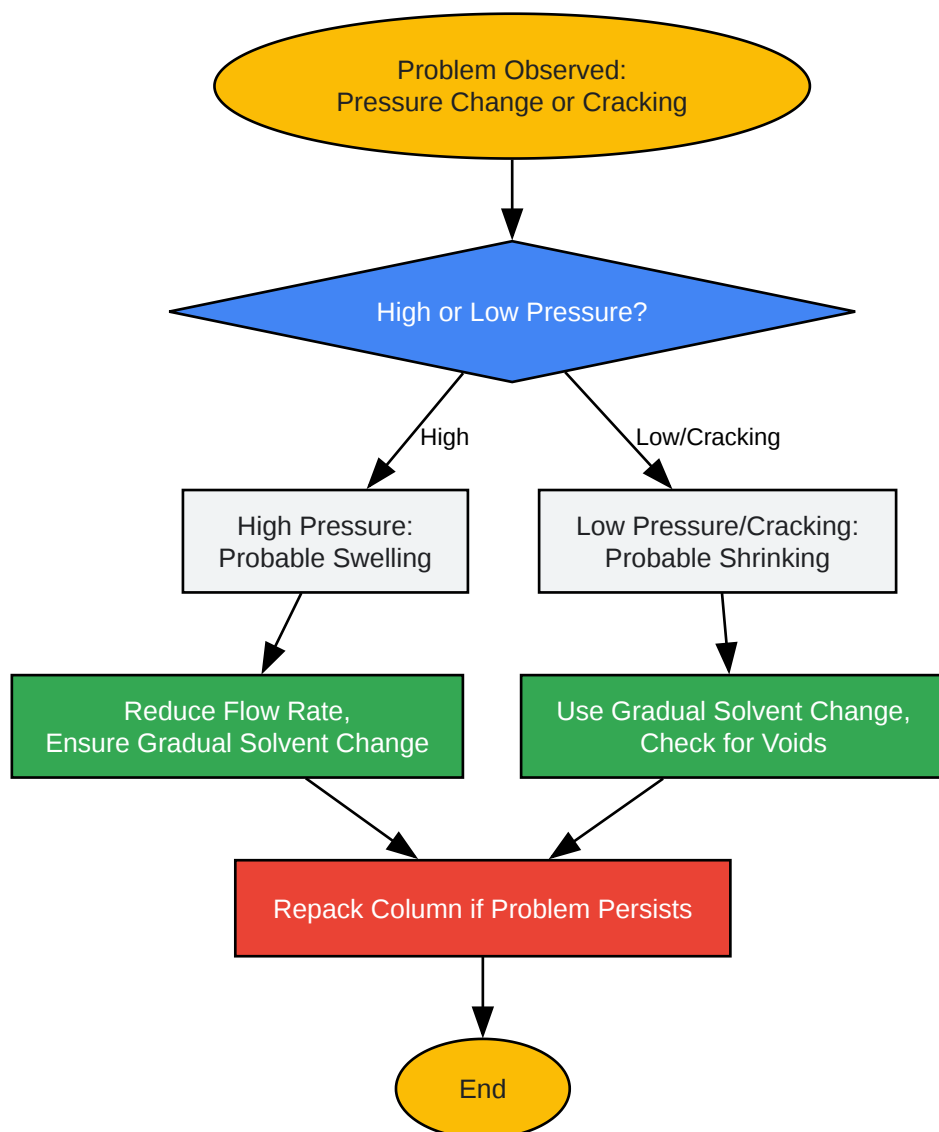 Problem Observed:
Pressure Change or Cracking
High or Low Pressure?
High
Low/Cracking
High Pressure:
Probable Swelling
Low Pressure/Cracking:
Probable Shrinking
Reduce Flow Rate,
Ensure Gradual Solvent Change
Use Gradual Solvent Change,
Check for Voids
Repack Column if Problem Persists
End